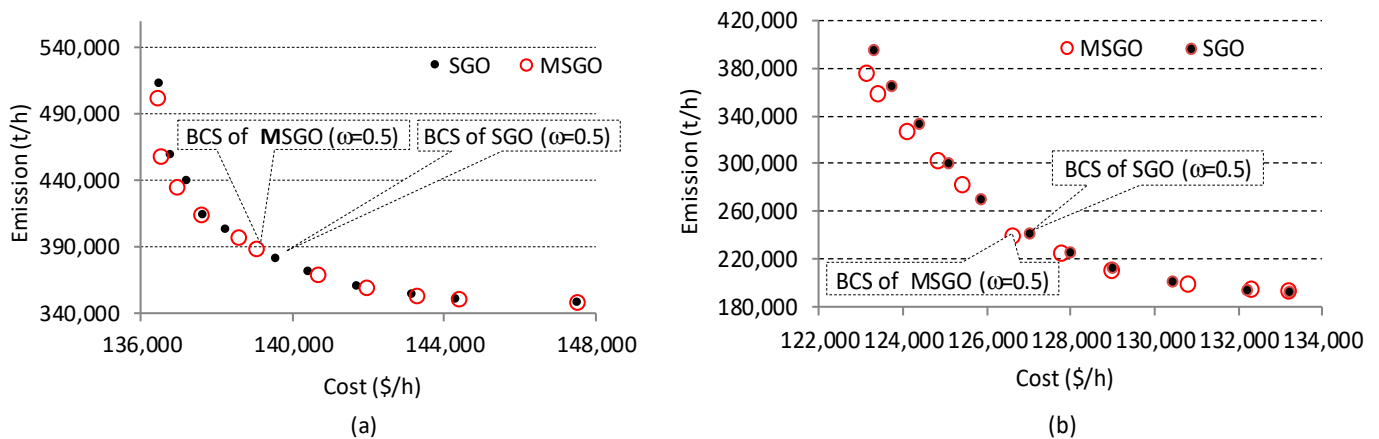 540,000
490,000
440,000
390,000
340,000
Emission (t/h)
SGO MSGO
BCS of MSGO (ω=0.5)
BCS of SGO (ω=0.5)
136,000 140,000 144,000 148,000
Cost ($/h)
(a)
420,000
380,000
340,000
300,000
260,000
220,000
180,000
Emission (t/h)
MSGO SGO
BCS of SGO (ω=0.5)
BCS of MSGO (ω=0.5)
122,000 124,000 126,000 128,000 130,000 132,000 134,000
Cost ($/h)
(b)